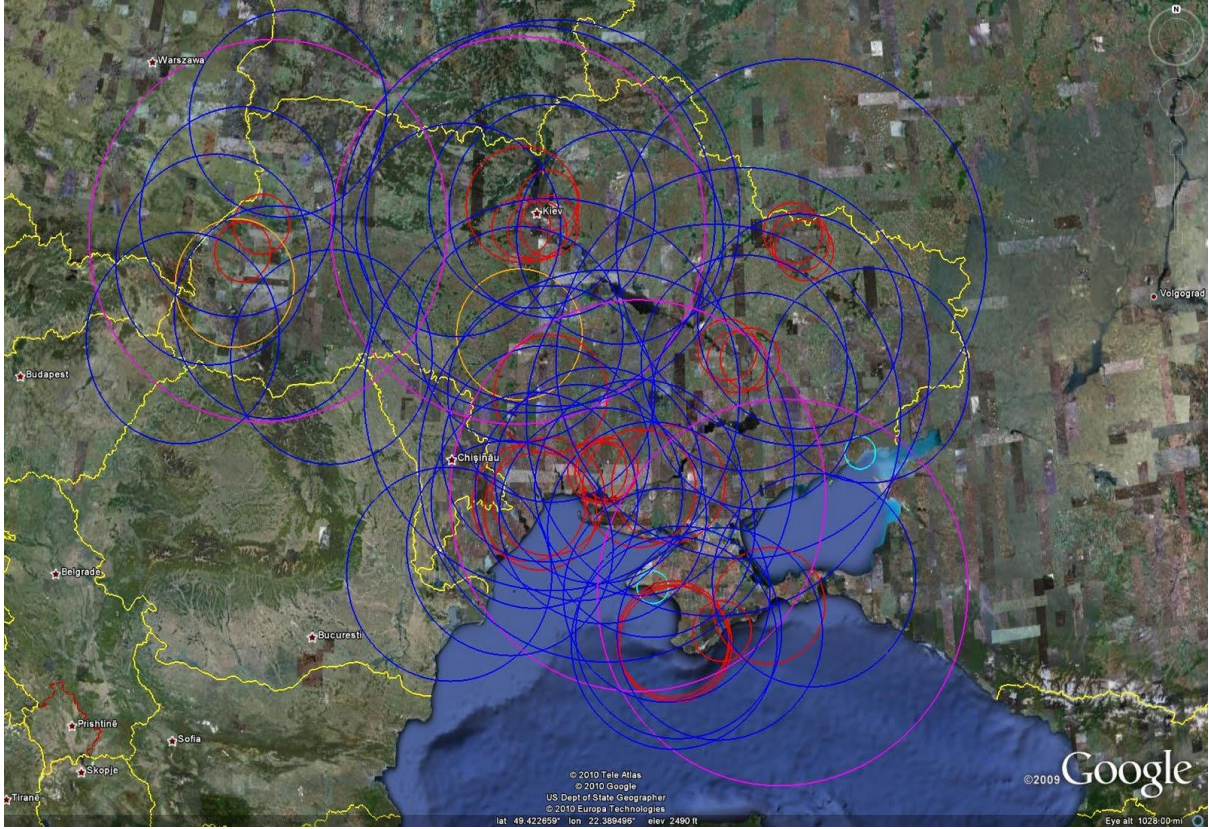 N
Warszawa
Kiev
Volgograd
Budapest
Chişinău
Belgrade
Bucuresti
Prishtinë
Sofia
Skopje
Tiranë
© 2010 Tele Atlas
© 2010 Google
US Dept of State Geographer
© 2010 Europa Technologies
©2009 Google
lat 49.422659° lon 22.389496° elev 2490 ft
Eye alt 1028.00 mi